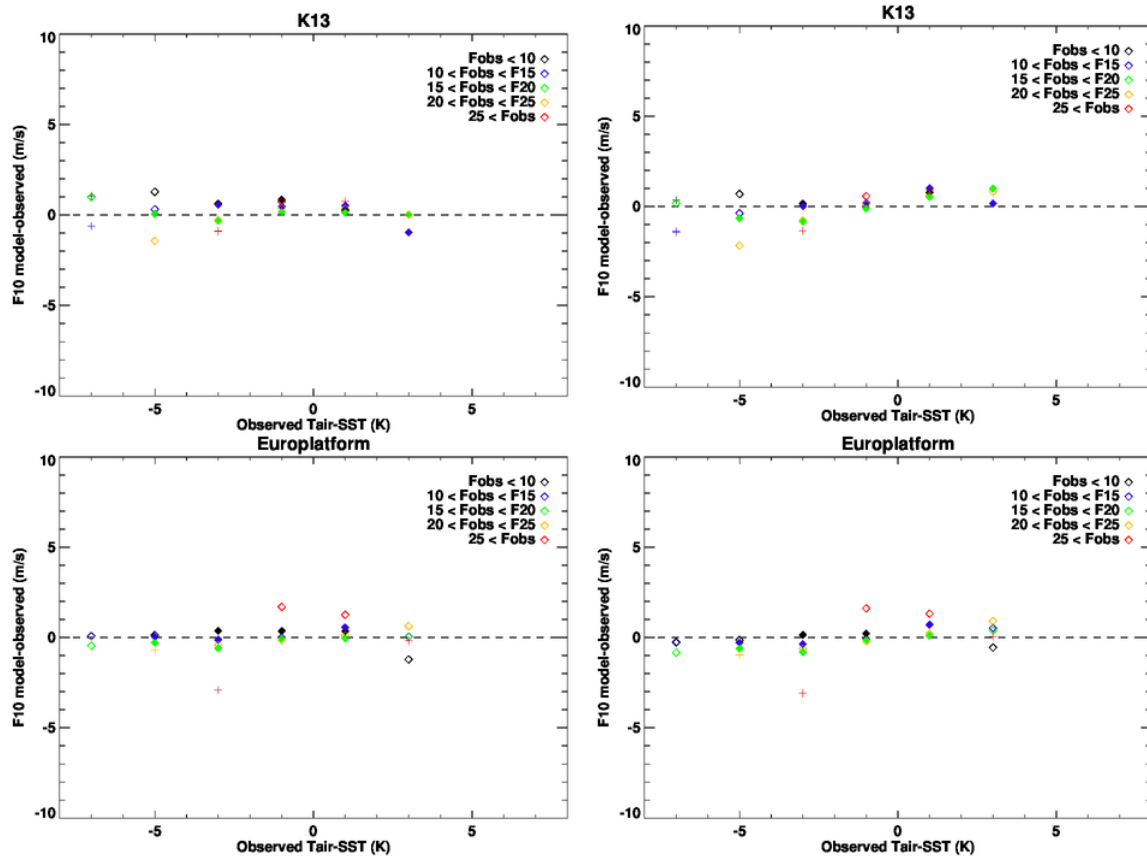 K13
10
Fobs < 10
10 < Fobs < F15
15 < Fobs < F20
20 < Fobs < F25
25 < Fobs
5
0
-5
-10
F10 model-observed (m/s)
-5 0 5
Observed Tair-SST (K)
K13
10
Fobs < 10
10 < Fobs < F15
15 < Fobs < F20
20 < Fobs < F25
25 < Fobs
5
0
-5
-10
F10 model-observed (m/s)
-5 0 5
Observed Tair-SST (K)
Europlatform
10
Fobs < 10
10 < Fobs < F15
15 < Fobs < F20
20 < Fobs < F25
25 < Fobs
5
0
-5
-10
F10 model-observed (m/s)
-5 0 5
Observed Tair-SST (K)
Europlatform
10
Fobs < 10
10 < Fobs < F15
15 < Fobs < F20
20 < Fobs < F25
25 < Fobs
5
0
-5
-10
F10 model-observed (m/s)
-5 0 5
Observed Tair-SST (K)